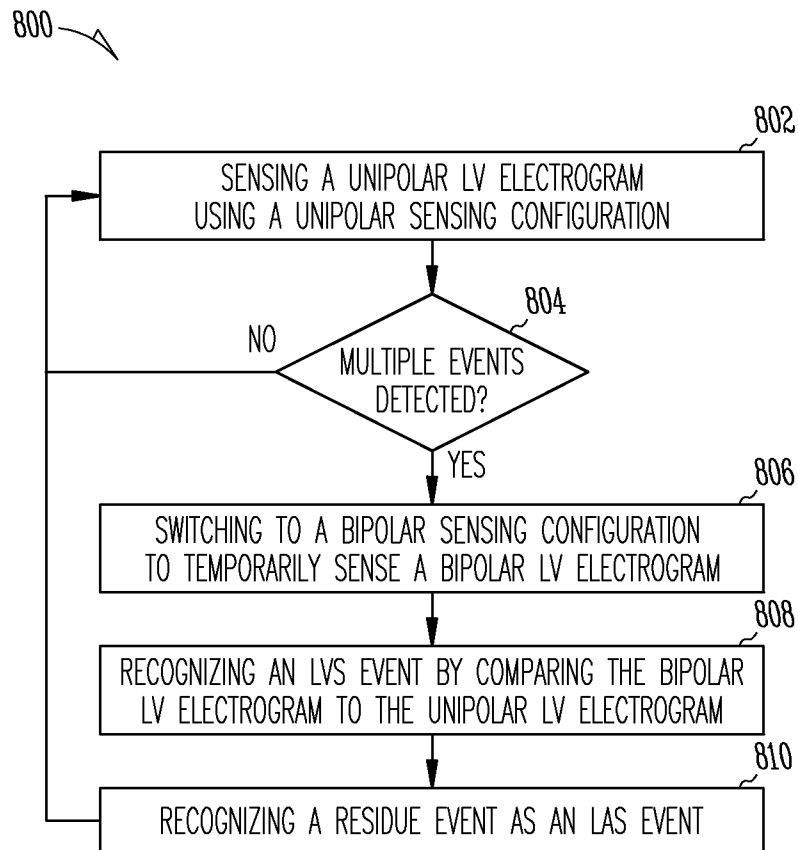 800
802
SENSING A UNIPOLAR LV ELECTROGRAM
USING A UNIPOLAR SENSING CONFIGURATION
804
NO
MULTIPLE EVENTS
DETECTED?
YES
806
SWITCHING TO A BIPOLAR SENSING CONFIGURATION
TO TEMPORARILY SENSE A BIPOLAR LV ELECTROGRAM
808
RECOGNIZING AN LVS EVENT BY COMPARING THE BIPOLAR
LV ELECTROGRAM TO THE UNIPOLAR LV ELECTROGRAM
810
RECOGNIZING A RESIDUE EVENT AS AN LAS EVENT